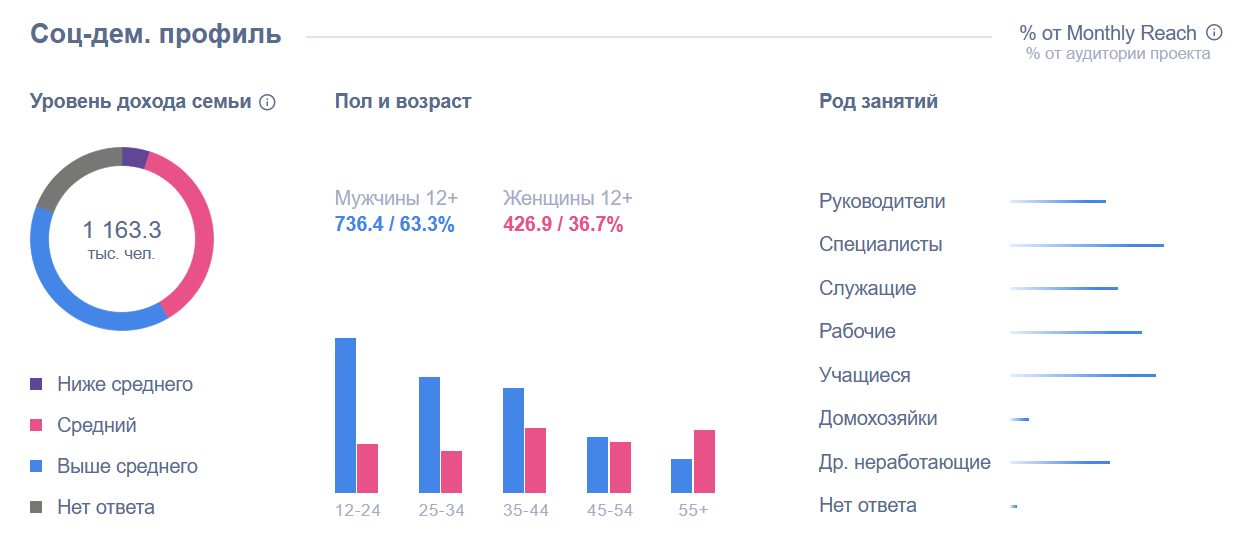 Соц-дем. профиль
% от Monthly Reach
% от аудитории проекта
Уровень дохода семьи
1 163.3
тыс. чел.
Ниже среднего
Средний
Выше среднего
Нет ответа
Пол и возраст
Мужчины 12+ Женщины 12+
736.4 / 63.3% 426.9 / 36.7%
12-24 25-34 35-44 45-54 55+
Род занятий
Руководители
Специалисты
Служащие
Рабочие
Учащиеся
Домохозяйки
Др. неработающие
Нет ответа